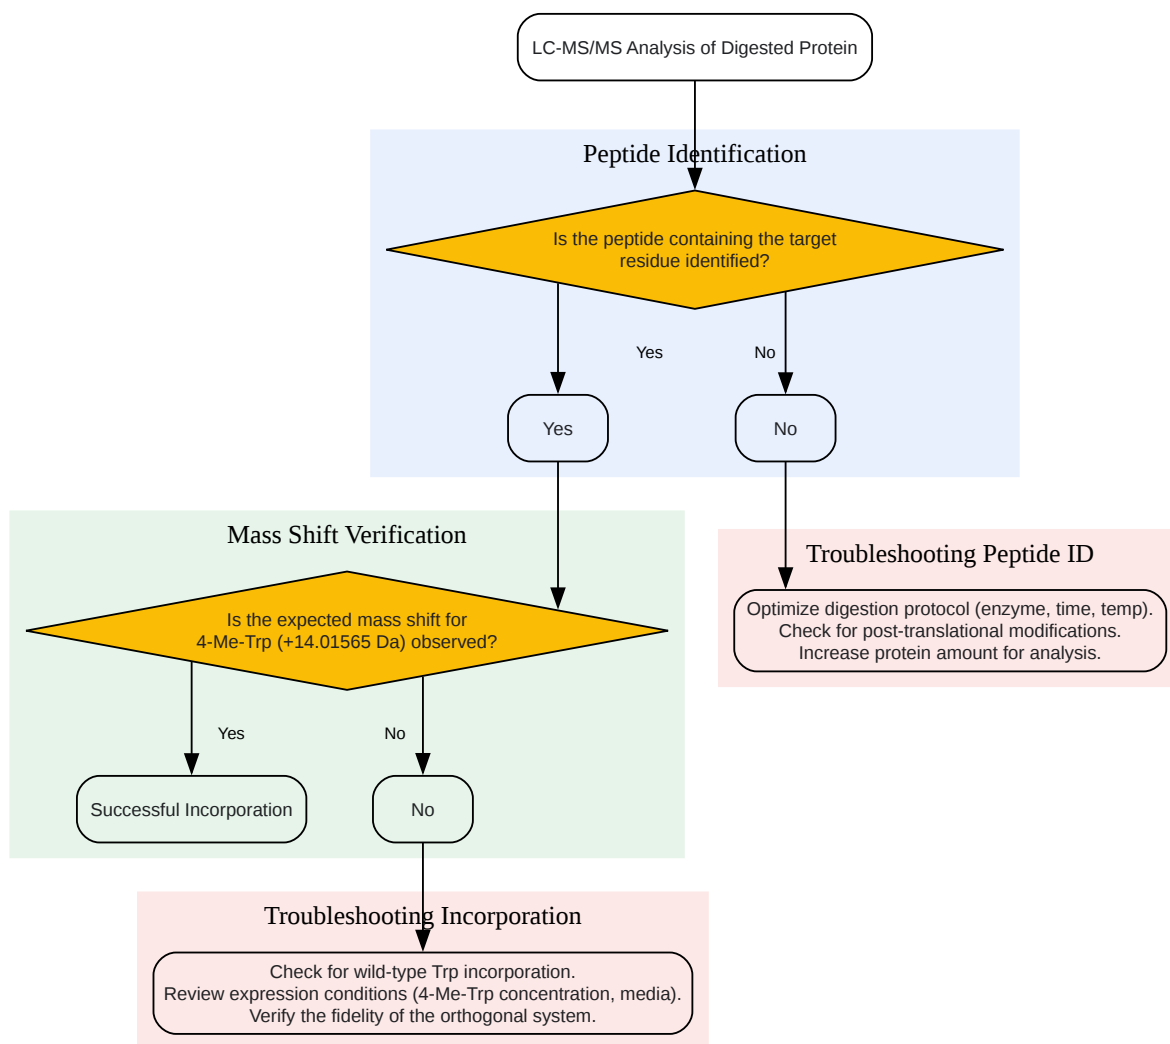 LC-MS/MS Analysis of Digested Protein
Peptide Identification
Is the peptide containing the target
residue identified?
Yes
No
Yes
No
Mass Shift Verification
Is the expected mass shift for
4-Me-Trp (+14.01565 Da) observed?
Troubleshooting Peptide ID
Optimize digestion protocol (enzyme, time, temp).
Check for post-translational modifications.
Increase protein amount for analysis.
Yes
No
Successful Incorporation
No
Troubleshooting Incorporation
Check for wild-type Trp incorporation.
Review expression conditions (4-Me-Trp concentration, media).
Verify the fidelity of the orthogonal system.